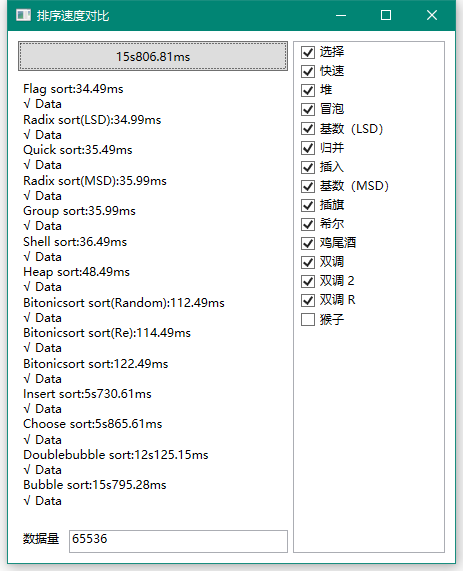 排序速度对比
15s806.81ms
Flag sort:34.49ms
√ Data
Radix sort(LSD):34.99ms
√ Data
Quick sort:35.49ms
√ Data
Radix sort(MSD):35.99ms
√ Data
Group sort:35.99ms
√ Data
Shell sort:36.49ms
√ Data
Heap sort:48.49ms
√ Data
Bitonicsort sort(Random):112.49ms
√ Data
Bitonicsort sort(Re):114.49ms
√ Data
Bitonicsort sort:122.49ms
√ Data
Insert sort:5s730.61ms
√ Data
Choose sort:5s865.61ms
√ Data
Doublebubble sort:12s125.15ms
√ Data
Bubble sort:15s795.28ms
√ Data
数据量 65536
选择
快速
堆
冒泡
基数（LSD）
归并
插入
基数（MSD）
插旗
希尔
鸡尾酒
双调
双调 2
双调 R
猴子